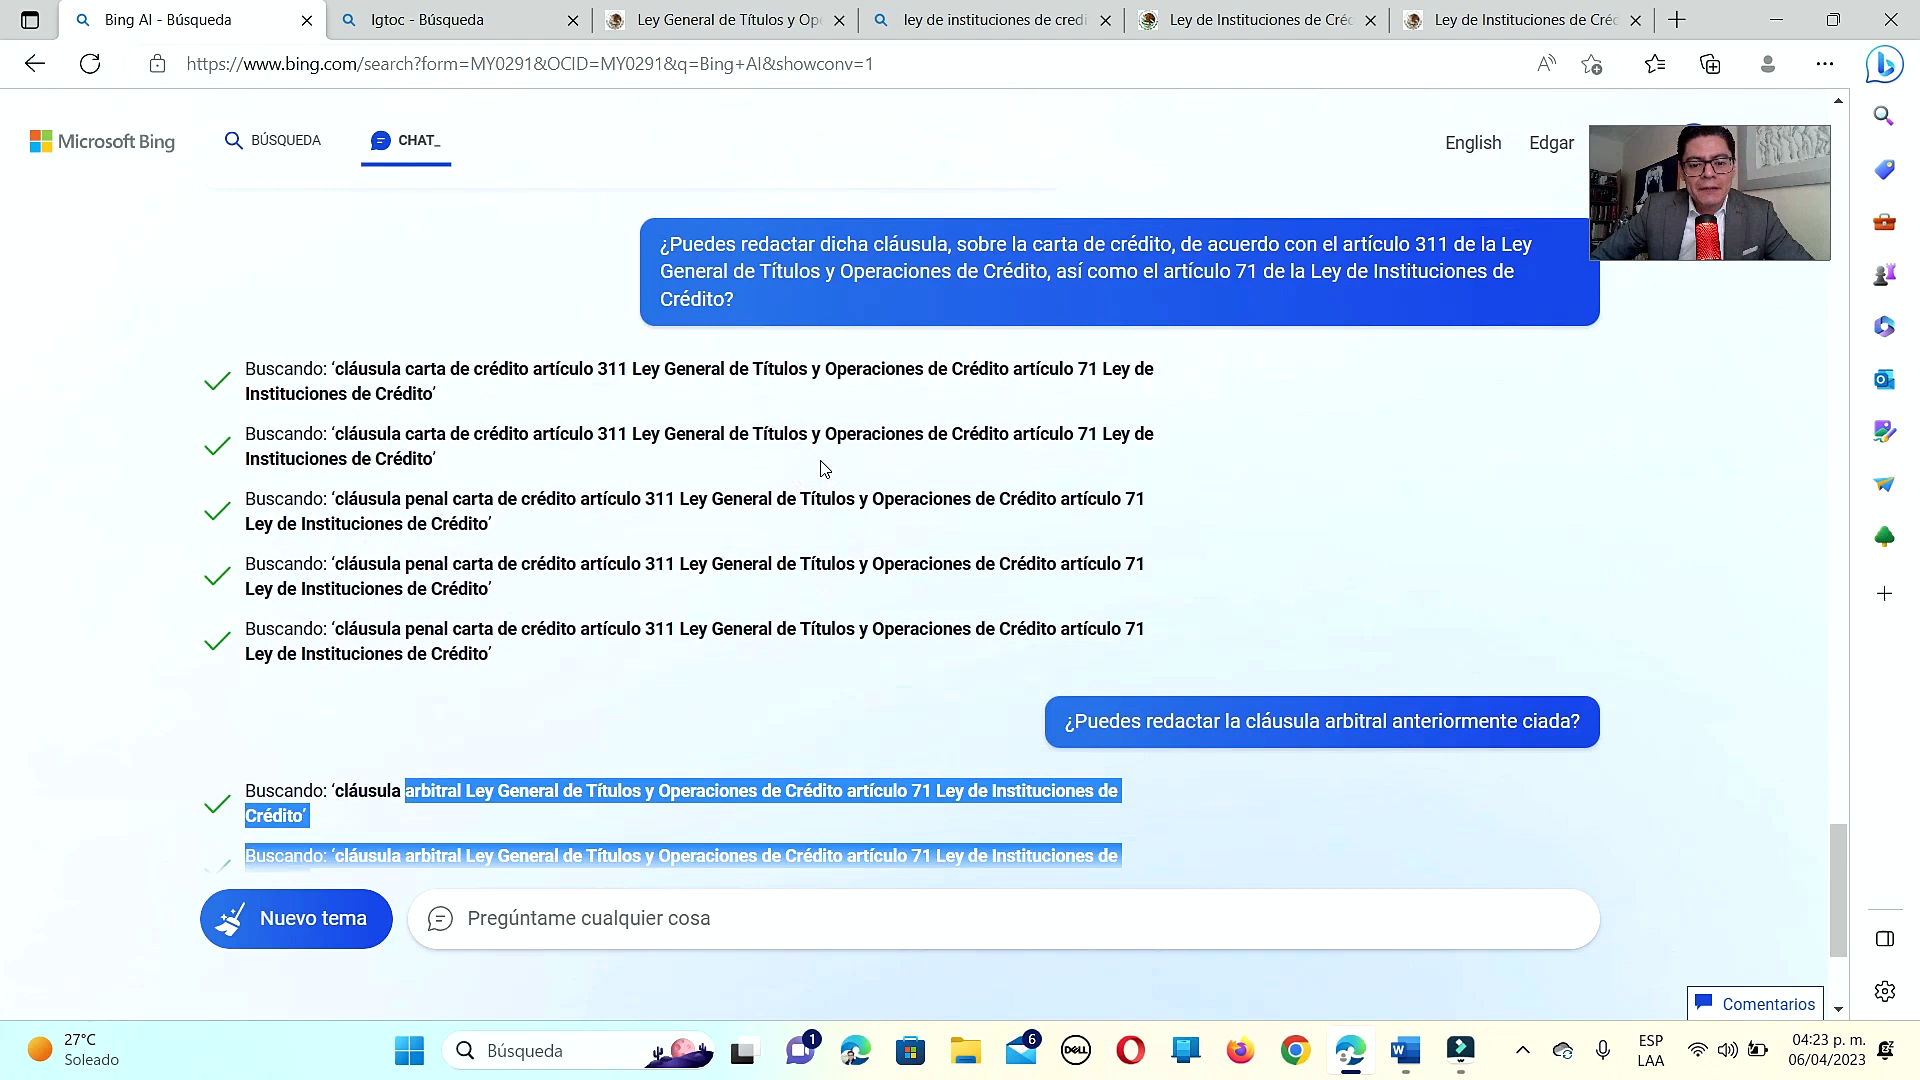 Bing AI - Búsqueda
lgtoc - Búsqueda
Ley General de Títulos y Op
ley de instituciones de credi
Ley de Instituciones de Créc
Ley de Instituciones de Créc
https://www.bing.com/search?form=MY0291&OCID=MY0291&q=Bing+AI&showconv=1
Microsoft Bing
BÚSQUEDA
CHAT_
English
Edgar
¿Puedes redactar dicha cláusula, sobre la carta de crédito, de acuerdo con el artículo 311 de la Ley
General de Títulos y Operaciones de Crédito, así como el artículo 71 de la Ley de Instituciones de
Crédito?
Buscando: ‘cláusula carta de crédito artículo 311 Ley General de Títulos y Operaciones de Crédito artículo 71 Ley de
Instituciones de Crédito’
Buscando: ‘cláusula carta de crédito artículo 311 Ley General de Títulos y Operaciones de Crédito artículo 71 Ley de
Instituciones de Crédito’
Buscando: ‘cláusula penal carta de crédito artículo 311 Ley General de Títulos y Operaciones de Crédito artículo 71
Ley de Instituciones de Crédito’
Buscando: ‘cláusula penal carta de crédito artículo 311 Ley General de Títulos y Operaciones de Crédito artículo 71
Ley de Instituciones de Crédito’
Buscando: ‘cláusula penal carta de crédito artículo 311 Ley General de Títulos y Operaciones de Crédito artículo 71
Ley de Instituciones de Crédito’
¿Puedes redactar la cláusula arbitral anteriormente ciada?
Buscando: ‘cláusula arbitral Ley General de Títulos y Operaciones de Crédito artículo 71 Ley de Instituciones de
Crédito’
Buscando: ‘cláusula arbitral Ley General de Títulos y Operaciones de Crédito artículo 71 Ley de Instituciones de
Nuevo tema
Pregúntame cualquier cosa
Comentarios
27°C
Soleado
Búsqueda
1
6
DELL
ESP
LAA
04:23 p. m.
06/04/2023